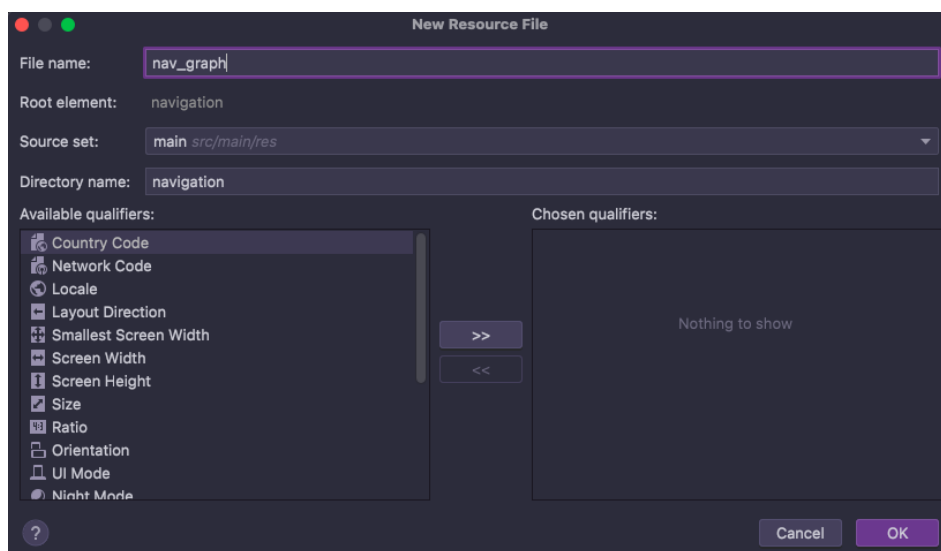 New Resource File
File name: nav_graph
Root element: navigation
Source set: main src/main/res
Directory name: navigation
Available qualifiers:
Chosen qualifiers:
Country Code
Network Code
Locale
Layout Direction
Smallest Screen Width
Screen Width
Screen Height
Size
Ratio
Orientation
UI Mode
Night Mode
>>
<<
Nothing to show
?
Cancel
OK